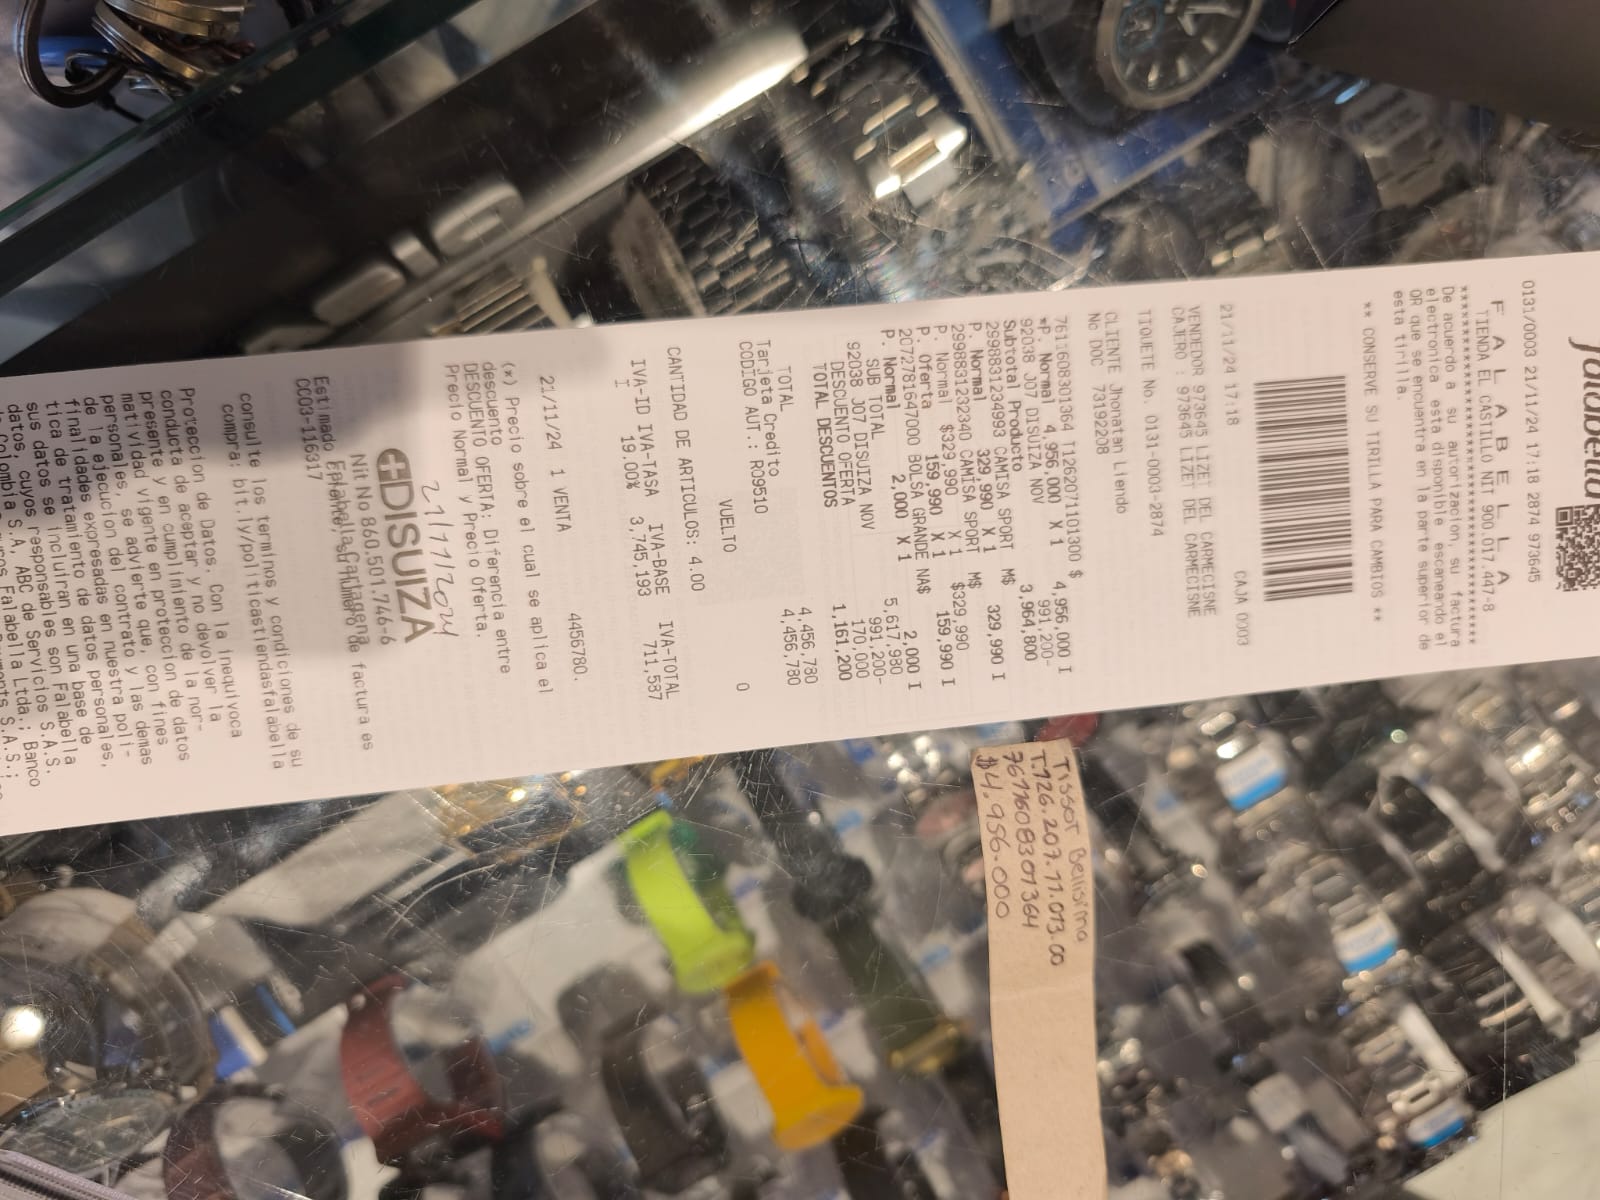 falabella
0131/0003 21/11/24 17:18 2874 973645
F A L A B E L L A
TIENDA EL CASTILLO NIT 900.017.447-8
De acuerdo a su autorizacion, su factura
electronica esta disponible escaneando el
QR que se encuentra en la parte superior de
esta tirilla.
** CONSERVE SU TIRILLA PARA CAMBIOS **
CAJA 0003
21/11/24 17:18
VENDEDOR 973645 LIZET DEL CARMECISNE
CAJERO : 973645 LIZET DEL CARMECISNE
TIQUETE No. 0131-0003-2874
CLIENTE Jhonatan Liendo
No DOC 73192208
7611608301364 T1262071101300 $
*P. Normal 4,956,000 X 1 4,956,000 I
92038 J07 DISUIZA NOV 991,200-
Subtotal Producto 3,964,800
2998831234993 CAMISA SPORT M$
P. Normal 329,990 X 1 329,990 I
2998831232340 CAMISA SPORT M$
P. Normal $329,990 X 1 $329,990
P. Oferta 159,990 X 1 159,990 I
2072781647000 BOLSA GRANDE NA$
P. Normal 2,000 X 1 2,000 I
SUB TOTAL 5,617,980
92038 J07 DISUIZA NOV 991,200-
DESCUENTO OFERTA 170,000
TOTAL DESCUENTOS 1,161,200
TOTAL 4,456,780
Tarjeta Credito 4,456,780
CODIGO AUT.: R09510
VUELTO 0
CANTIDAD DE ARTICULOS: 4.00
IVA-ID IVA-TASA IVA-BASE IVA-TOTAL
I 19.00% 3,745,193 711,587
21/11/24 1 VENTA 4456780.
(*) Precio sobre el cual se aplica el
descuento
DESCUENTO OFERTA: Diferencia entre
Precio Normal y Precio Oferta.
21/11/2024
DISUIZA
Nit No 860.501.746-6
Falabella Cartagena
Estimado cliente, su numero de factura es
CC03-116317
consulte los terminos y condiciones de su
compra: bit.ly/politicastiendasfalabella
Proteccion de Datos. Con la inequivoca
conducta de aceptar y no devolver la
presente y en cumplimiento de la nor-
matividad vigente en proteccion de datos
personales, se advierte que, con fines
de la ejecucion del contrato y las demas
finalidades expresadas en nuestra poli-
tica de tratamiento de datos personales,
sus datos se incluiran en una base de
datos, cuyos responsables son Falabella
de Colombia S.A, ABC de Servicios S.A.S.
Seguros Falabella Ltda.; Banco
S.A.S.;
Tissot Bellisima
T126.207.11.013.00
7611608301364
$4.956.000